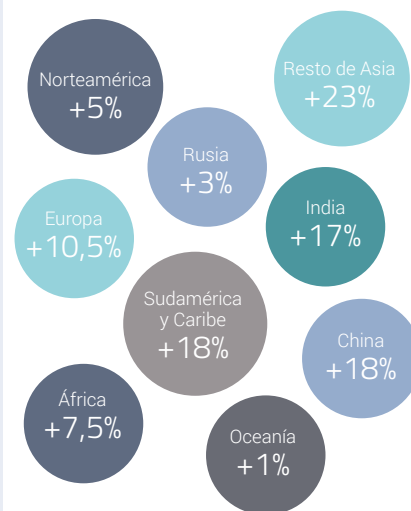 Norteamérica
+5%
Resto de Asia
+23%
Rusia
+3%
India
+17%
Europa
+10,5%
Sudamérica
y Caribe
+18%
China
+18%
África
+7,5%
Oceanía
+1%